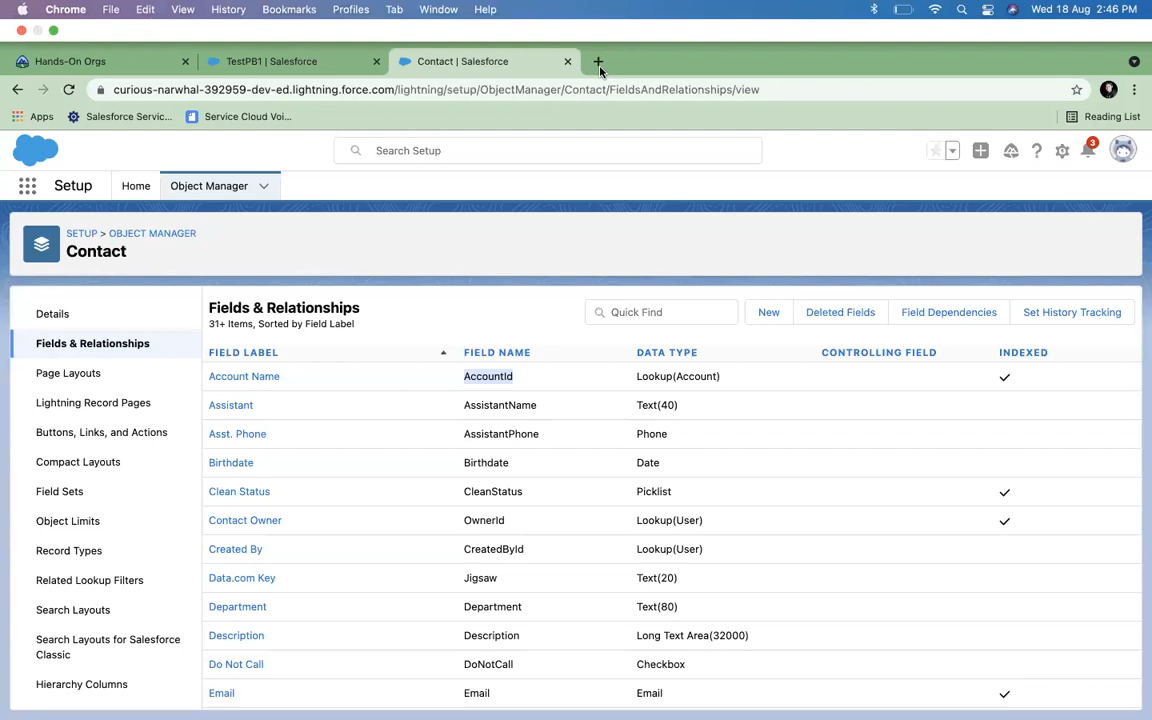 Chrome File Edit View History Bookmarks Profiles Tab Window Help Wed 18 Aug 2:46 PM
Hands-On Orgs TestPB1 | Salesforce Contact | Salesforce
curious-narwhal-392959-dev-ed.lightning.force.com/lightning/setup/ObjectManager/Contact/FieldsAndRelationships/view
Apps Salesforce Servic... Service Cloud Voi... Reading List
Search Setup 3
Setup Home Object Manager
SETUP > OBJECT MANAGER
Contact
Details
Fields & Relationships
Page Layouts
Lightning Record Pages
Buttons, Links, and Actions
Compact Layouts
Field Sets
Object Limits
Record Types
Related Lookup Filters
Search Layouts
Search Layouts for Salesforce
Classic
Hierarchy Columns
Fields & Relationships
31+ Items, Sorted by Field Label
Quick Find New Deleted Fields Field Dependencies Set History Tracking
FIELD LABEL FIELD NAME DATA TYPE CONTROLLING FIELD INDEXED
Account Name AccountId Lookup(Account)
Assistant AssistantName Text(40)
Asst. Phone AssistantPhone Phone
Birthdate Birthdate Date
Clean Status CleanStatus Picklist
Contact Owner OwnerId Lookup(User)
Created By CreatedById Lookup(User)
Data.com Key Jigsaw Text(20)
Department Department Text(80)
Description Description Long Text Area(32000)
Do Not Call DoNotCall Checkbox
Email Email Email